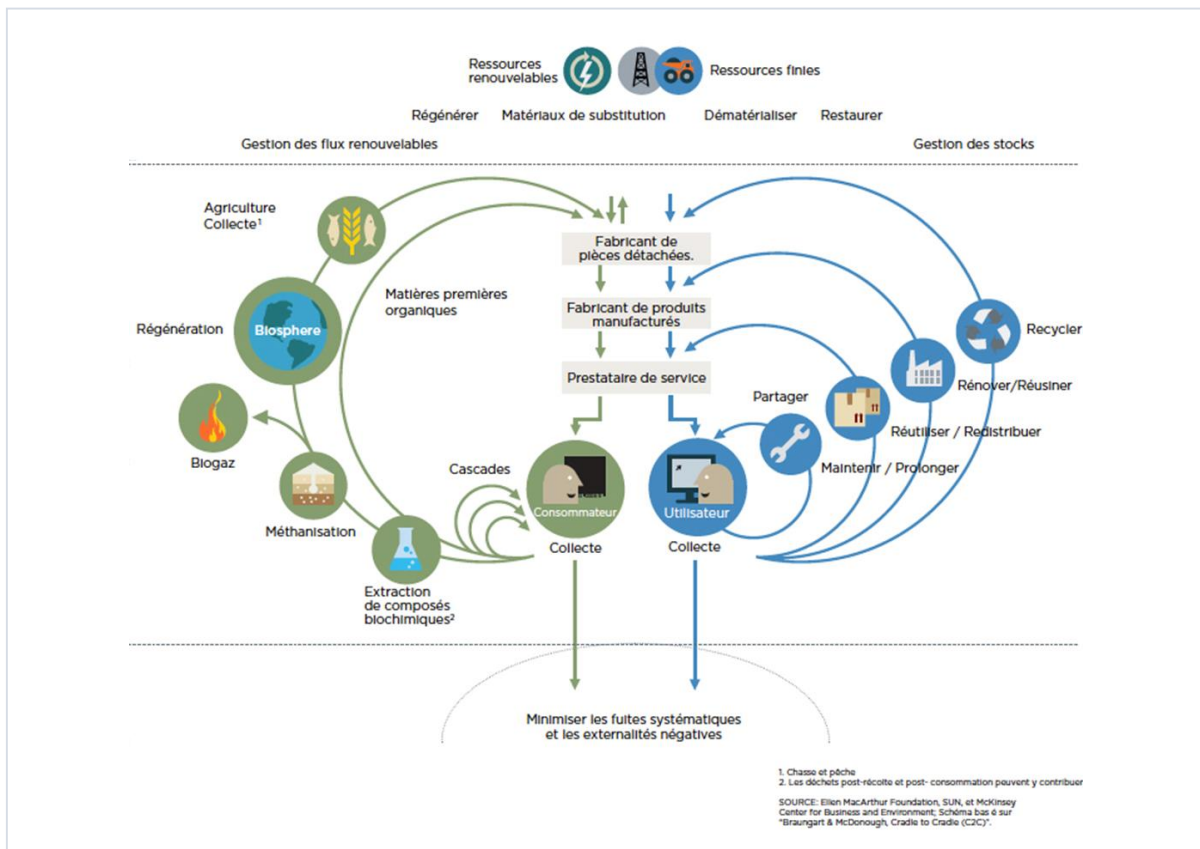 Ressources
renouvelables
Ressources finies
Régénérer
Matériaux de substitution
Dématérialiser
Restaurer
Gestion des flux renouvelables
Gestion des stocks
Agriculture
Collecte¹
Fabricant de
pièces détachées.
Matières premières
organiques
Fabricant de produits
manufacturés
Régénération
Biosphere
Recycler
Prestataire de service
Rénover/Réusiner
Partager
Réutiliser / Redistribuer
Biogaz
Cascades
Maintenir / Prolonger
Consommateur
Utilisateur
Méthanisation
Collecte
Collecte
Extraction
de composés
biochimiques²
Minimiser les fuites systématiques
et les externalités négatives
1. Chasse et pêche
2. Les déchets post-récolte et post- consommation peuvent y contribuer
SOURCE: Ellen MacArthur Foundation, SUN, et McKinsey
Center for Business and Environment; Schéma bas é sur
"Braungart & McDonough, Cradle to Cradle (C2C)".